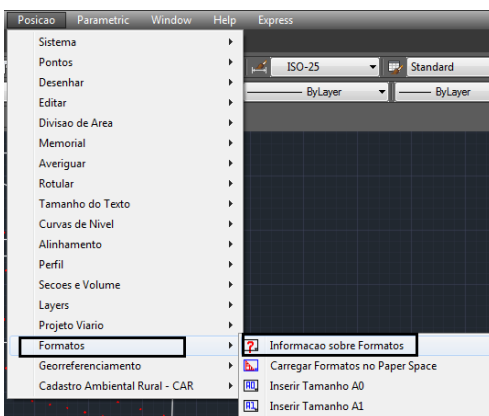 Posicao Parametric Window Help Express
Sistema
Pontos
ISO-25 Standard
Desenhar
ByLayer ByLayer
Editar
Divisao de Area
Memorial
Averiguar
Rotular
Tamanho do Texto
Curvas de Nivel
Alinhamento
Perfil
Secoes e Volume
Layers
Projeto Viario
Formatos Informacao sobre Formatos
Georreferenciamento Carregar Formatos no Paper Space
Cadastro Ambiental Rural - CAR A0 Inserir Tamanho A0
A1 Inserir Tamanho A1